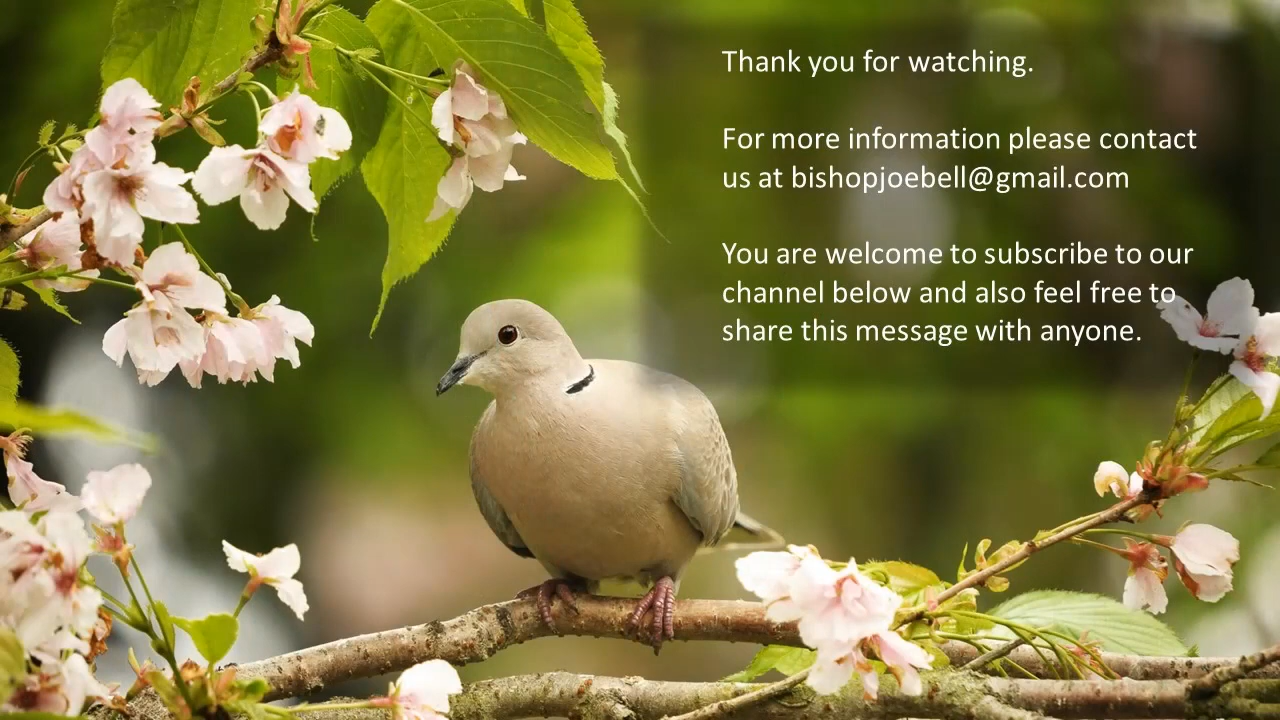 Thank you for watching.
For more information please contact
us at bishopjoebell@gmail.com
You are welcome to subscribe to our
channel below and also feel free to
share this message with anyone.